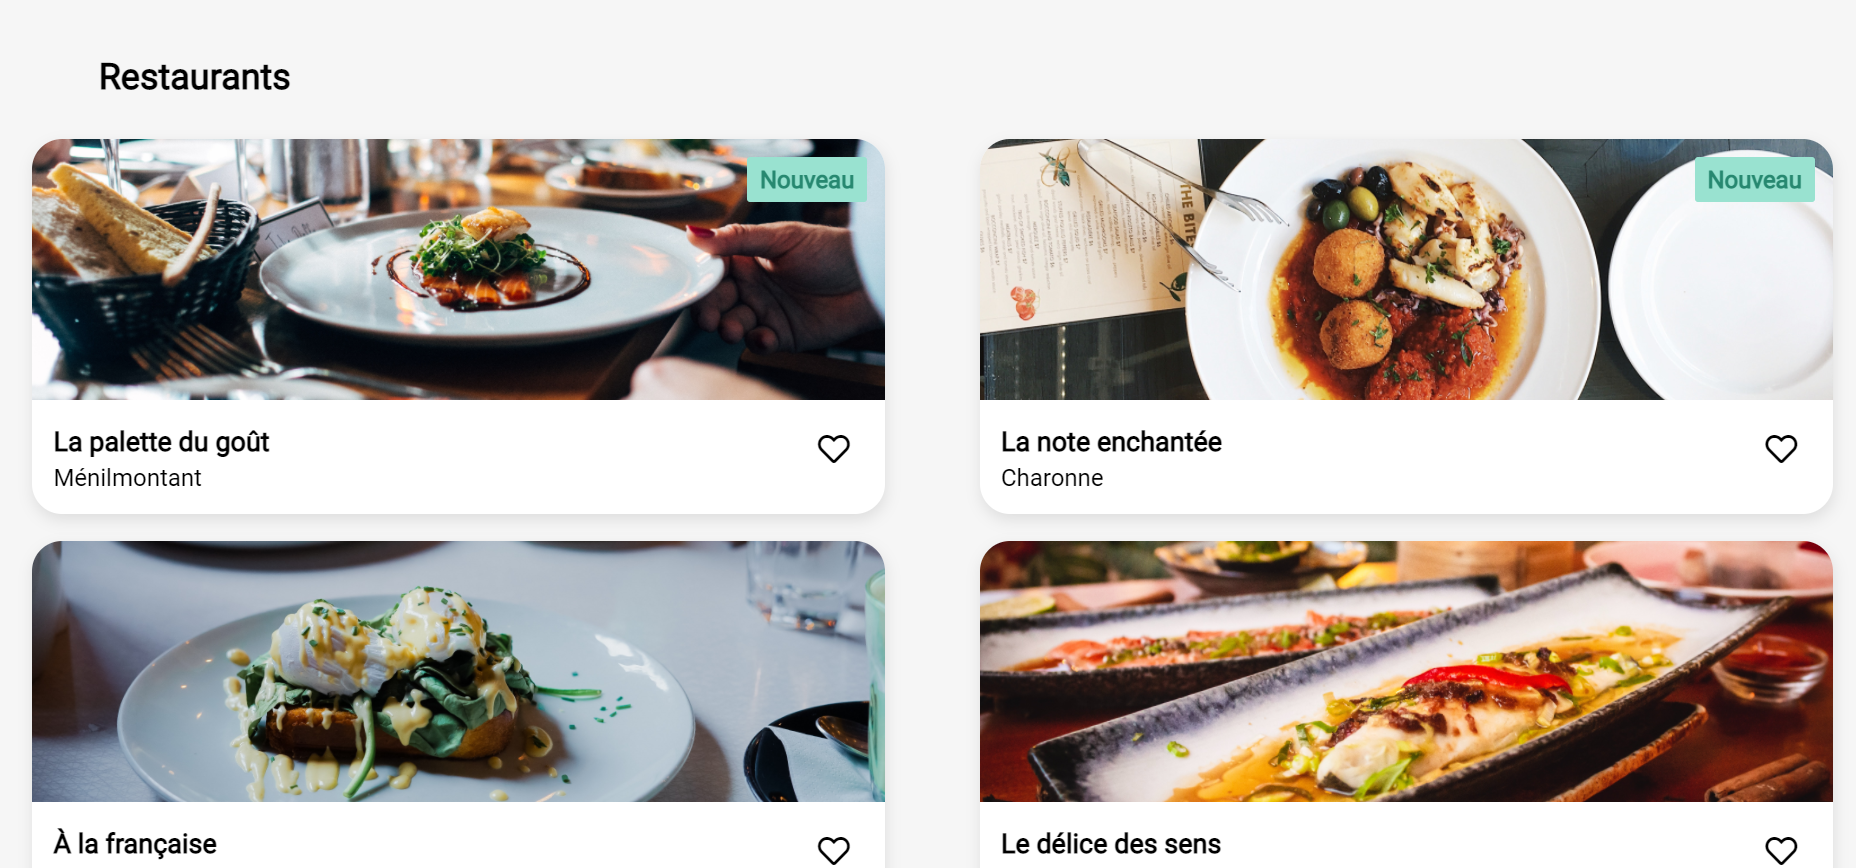 Restaurants
Nouveau
La palette du goût
Ménilmontant
Nouveau
THE BITE
La note enchantée
Charonne
À la française
Le délice des sens